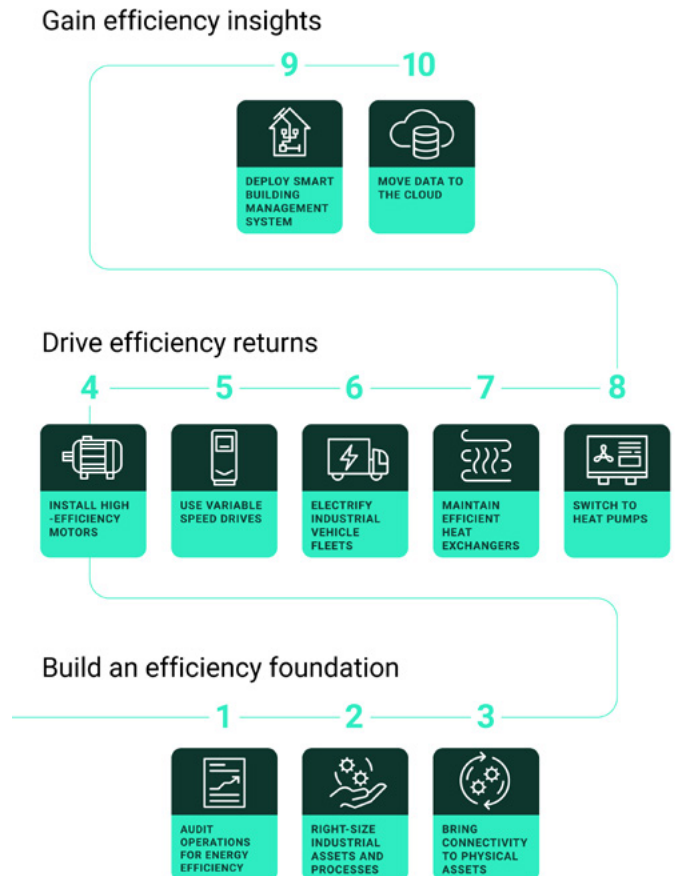 Gain efficiency insights
9
10
DEPLOY SMART
BUILDING
MANAGEMENT
SYSTEM
MOVE DATA TO
THE CLOUD
Drive efficiency returns
4
5
6
7
8
INSTALL HIGH
-EFFICIENCY
MOTORS
USE VARIABLE
SPEED DRIVES
ELECTRIFY
INDUSTRIAL
VEHICLE
FLEETS
MAINTAIN
EFFICIENT
HEAT
EXCHANGERS
SWITCH TO
HEAT PUMPS
Build an efficiency foundation
1
2
3
AUDIT
OPERATIONS
FOR ENERGY
EFFICIENCY
RIGHT-SIZE
INDUSTRIAL
ASSETS AND
PROCESSES
BRING
CONNECTIVITY
TO PHYSICAL
ASSETS